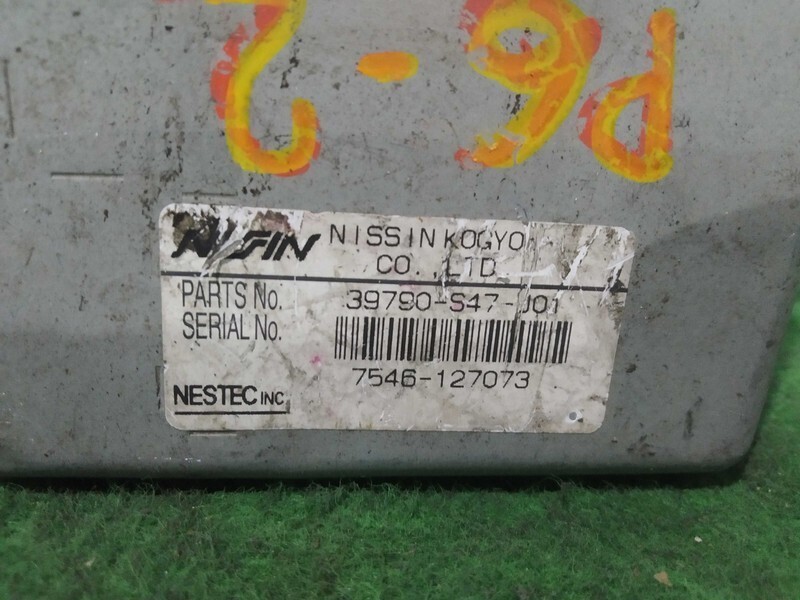 P6-2
NISSIN NISSIN KOGYO
CO.,LTD
PARTS No. 39790-S47-J01
SERIAL No.
7546-127073
NESTEC INC.